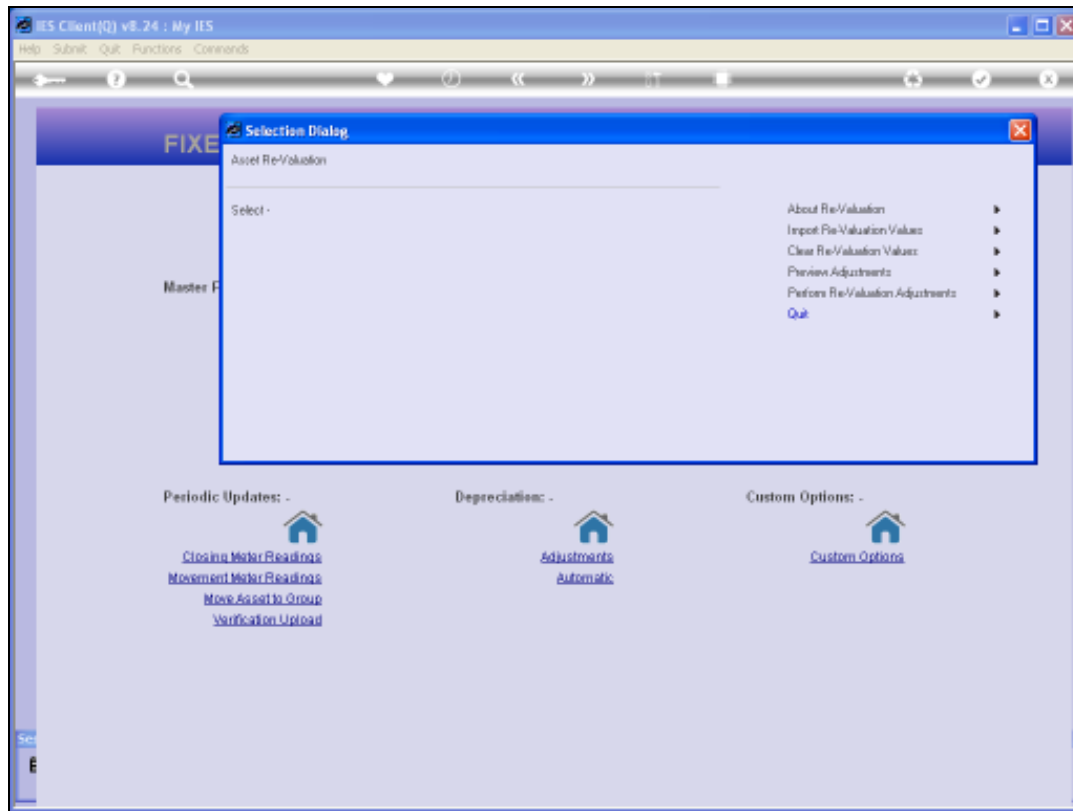 IES Client(Q) v8.24 : My IES
Help Submit Quit Functions Commands
FIXE
Selection Dialog
Asset Re-Valuation
Select -
About Re-Valuation
Import Re-Valuation Values
Clear Re-Valuation Values
Preview Adjustments
Perform Re-Valuation Adjustments
Quit
Master F
Periodic Updates: -
Closing Meter Readings
Movement Meter Readings
Move Asset to Group
Verification Upload
Depreciation: -
Adjustments
Automatic
Custom Options: -
Custom Options
Ses